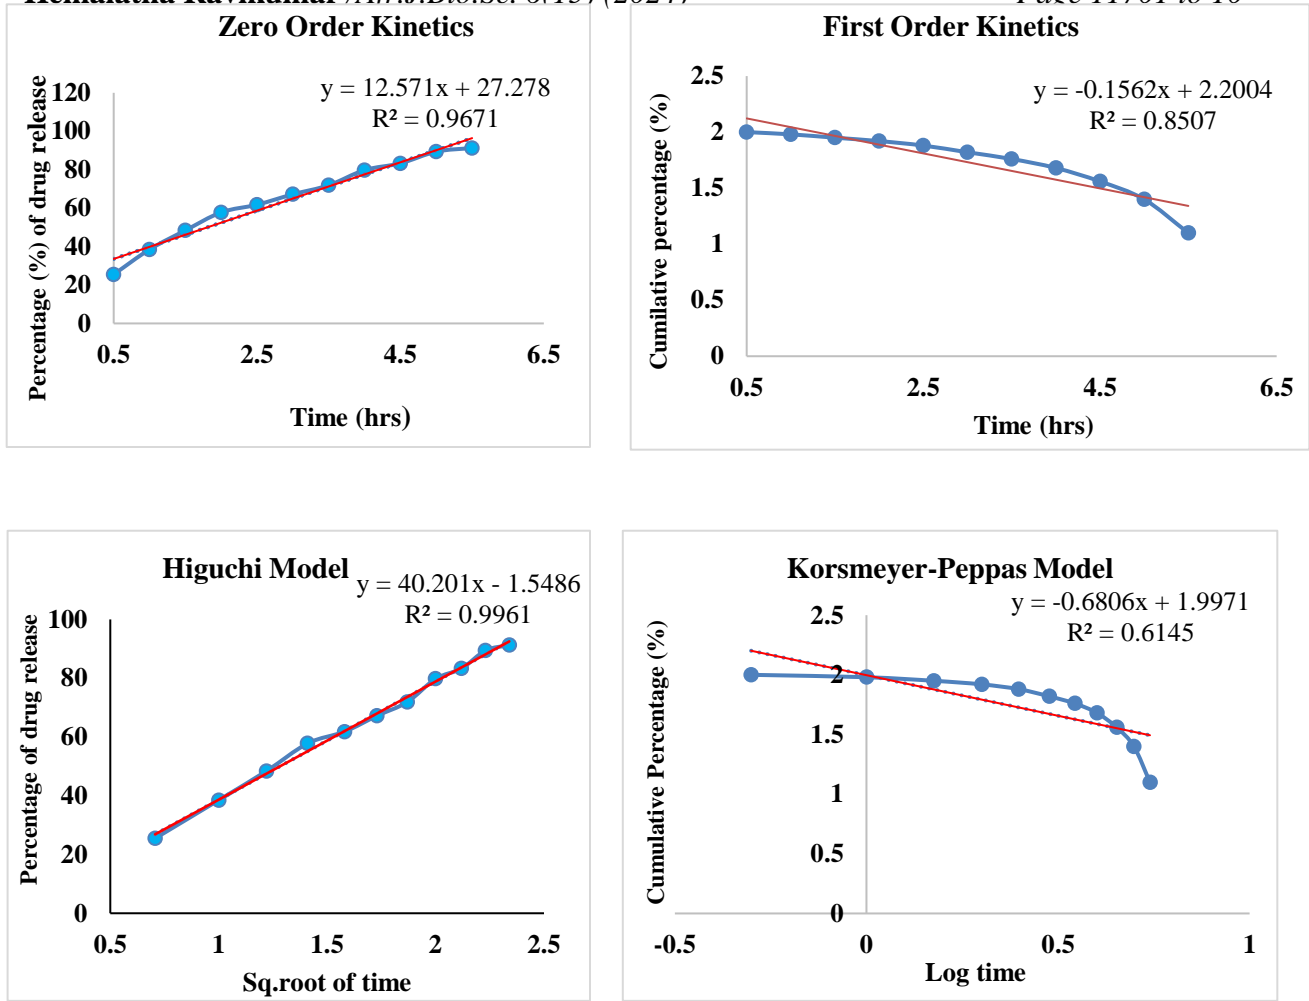 Zero Order Kinetics
y = 12.571x + 27.278
R² = 0.9671
Percentage (%) of drug release
120
100
80
60
40
20
0
0.5 2.5 4.5 6.5
Time (hrs)
First Order Kinetics
y = -0.1562x + 2.2004
R² = 0.8507
Cumilative percentage (%)
2.5
2
1.5
1
0.5
0
0.5 2.5 4.5 6.5
Time (hrs)
Higuchi Model
y = 40.201x - 1.5486
R² = 0.9961
Percentage of drug release
100
80
60
40
20
0
0.5 1 1.5 2 2.5
Sq.root of time
Korsmeyer-Peppas Model
y = -0.6806x + 1.9971
R² = 0.6145
Cumulative Percentage (%)
2.5
2
1.5
1
0.5
0
-0.5 0 0.5 1
Log time